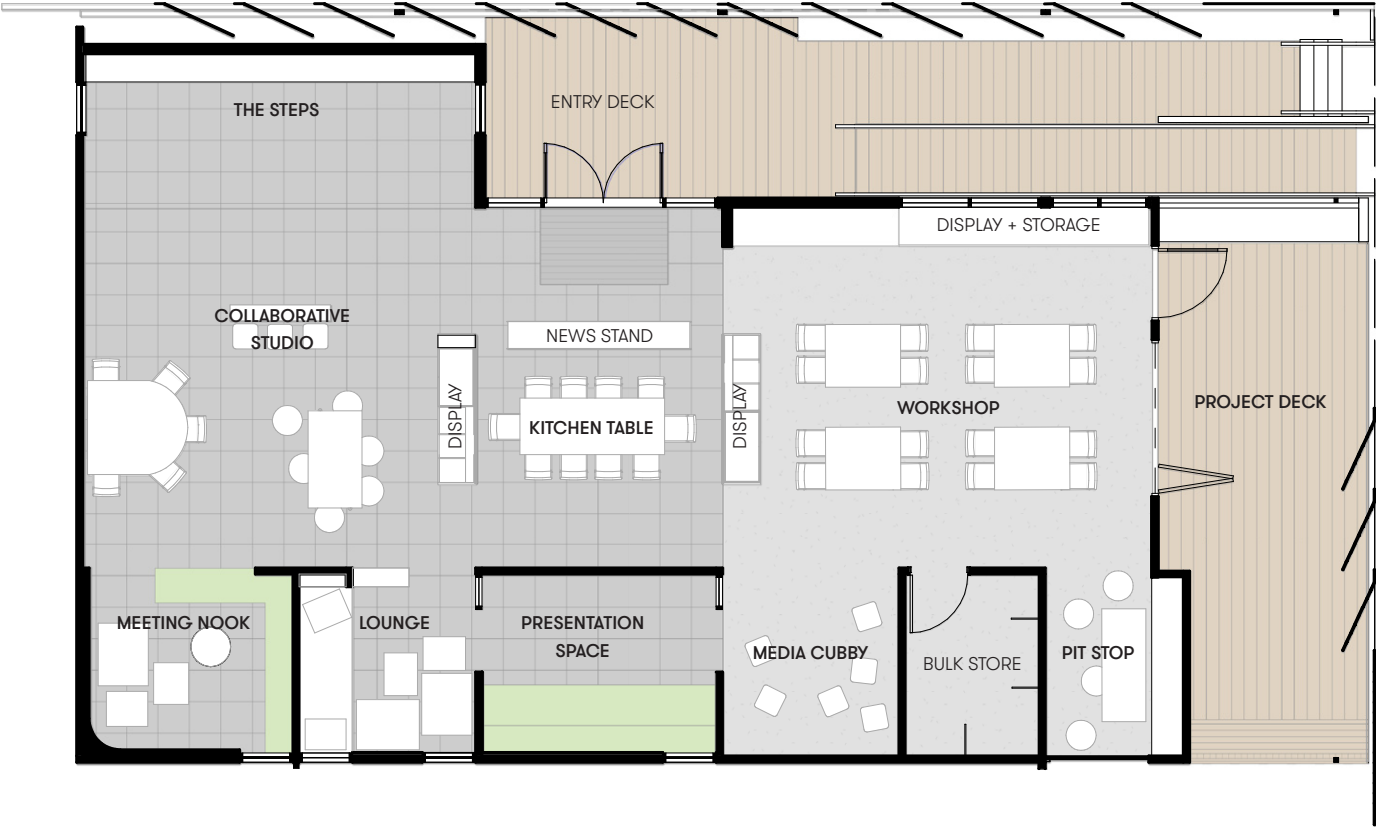 ENTRY DECK
THE STEPS
DISPLAY + STORAGE
COLLABORATIVE
STUDIO
NEWS STAND
DISPLAY
KITCHEN TABLE
DISPLAY
WORKSHOP
PROJECT DECK
MEETING NOOK
LOUNGE
PRESENTATION
SPACE
MEDIA CUBBY
BULK STORE
PIT STOP